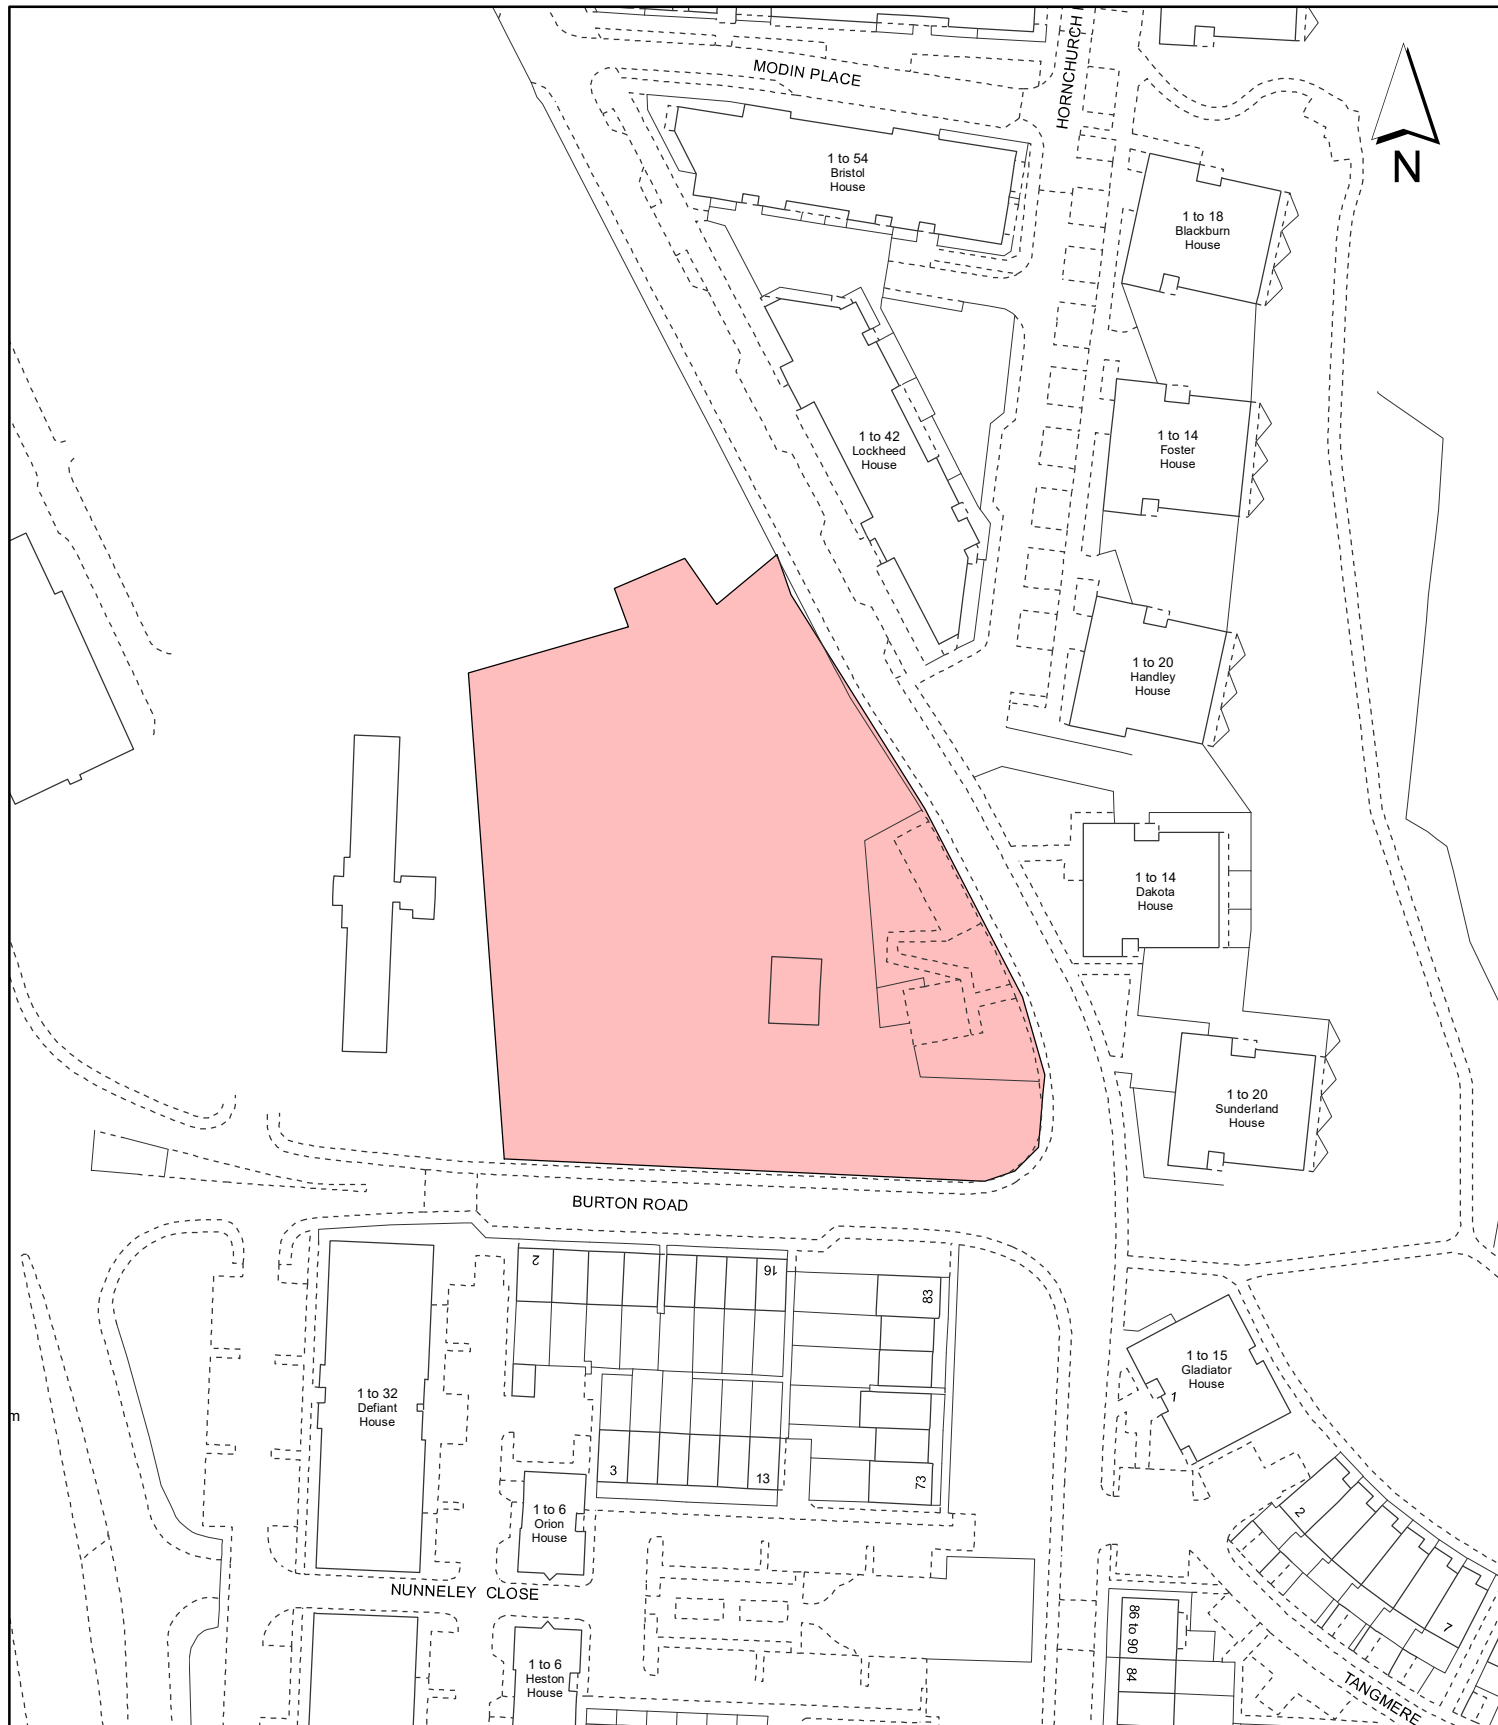 MODIN PLACE
HORNCHURCH
N
1 to 54
Bristol
House
1 to 18
Blackburn
House
1 to 42
Lockheed
House
1 to 14
Foster
House
1 to 20
Handley
House
1 to 14
Dakota
House
1 to 20
Sunderland
House
BURTON ROAD
2
16
83
1 to 15
Gladiator
House
1
1 to 32
Defiant
House
m
3
13
73
1 to 6
Orion
House
2
7
NUNNELEY CLOSE
1 to 6
Heston
House
86 to 90
84
TANGMERE